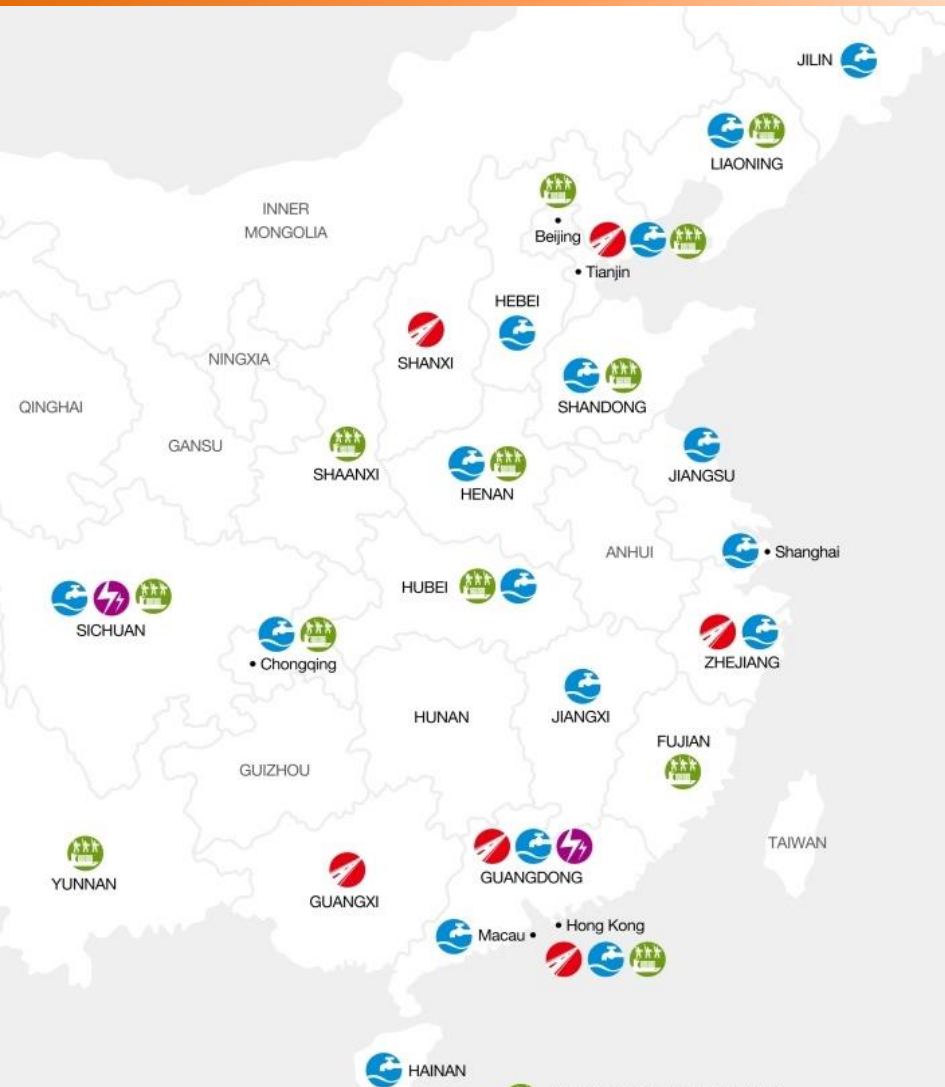 JILIN
LIAONING
INNER
MONGOLIA
Beijing
Tianjin
HEBEI
SHANXI
NINGXIA
SHANDONG
QINGHAI
GANSU
SHAANXI
HENAN
JIANGSU
ANHUI
Shanghai
HUBEI
SICHUAN
Chongqing
ZHEJIANG
HUNAN
JIANGXI
FUJIAN
GUIZHOU
TAIWAN
YUNNAN
GUANGXI
GUANGDONG
Hong Kong
Macau
HAINAN